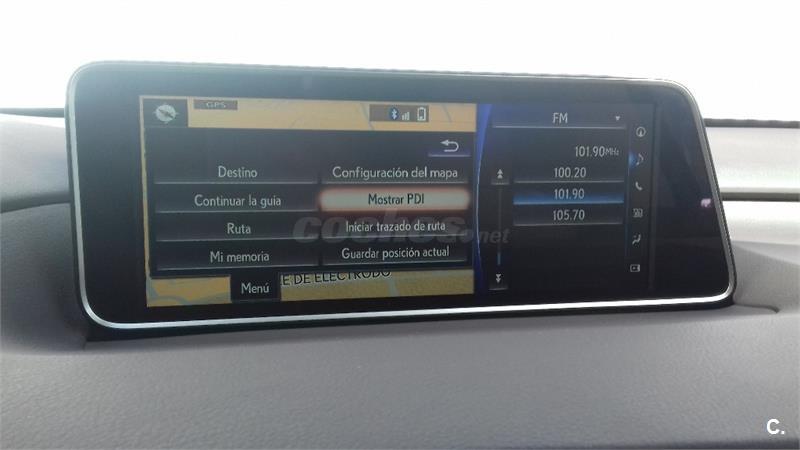 GPS
Destino
Configuración del mapa
Continuar la guía
Mostrar PDI
Ruta
Iniciar trazado de ruta
Mi memoria
Guardar posición actual
E DE ELECTRODO
Menú
FM
101.90MHz
100.20
101.90
105.70
coches.net
C.